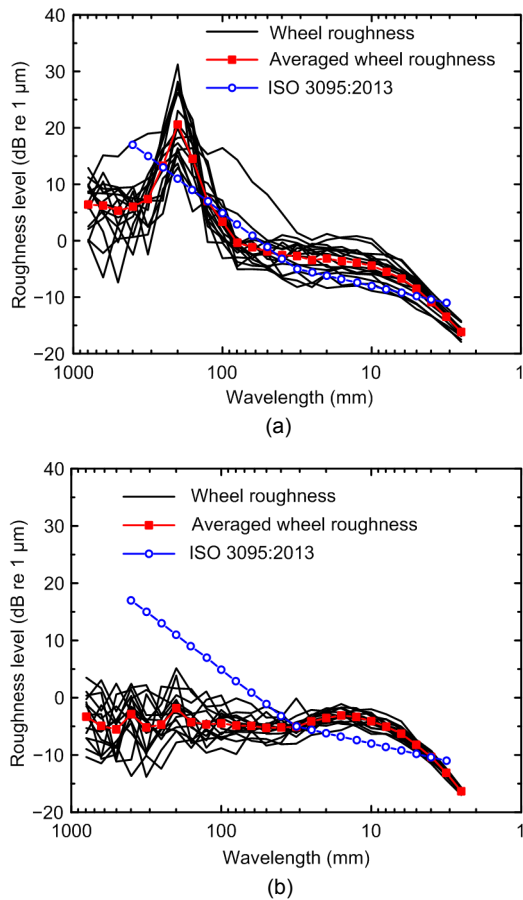 40
30
20
10
0
−10
−20
Roughness level (dB re 1 μm)
Wheel roughness
Averaged wheel roughness
ISO 3095:2013
1000 100 10 1
Wavelength (mm)
(a)
40
30
20
10
0
−10
−20
Roughness level (dB re 1 μm)
Wheel roughness
Averaged wheel roughness
ISO 3095:2013
1000 100 10 1
Wavelength (mm)
(b)